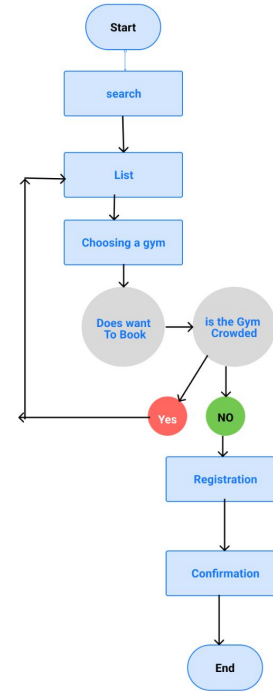 Start
search
List
Choosing a gym
Does want
To Book
is the Gym
Crowded
Yes
NO
Registration
Confirmation
End